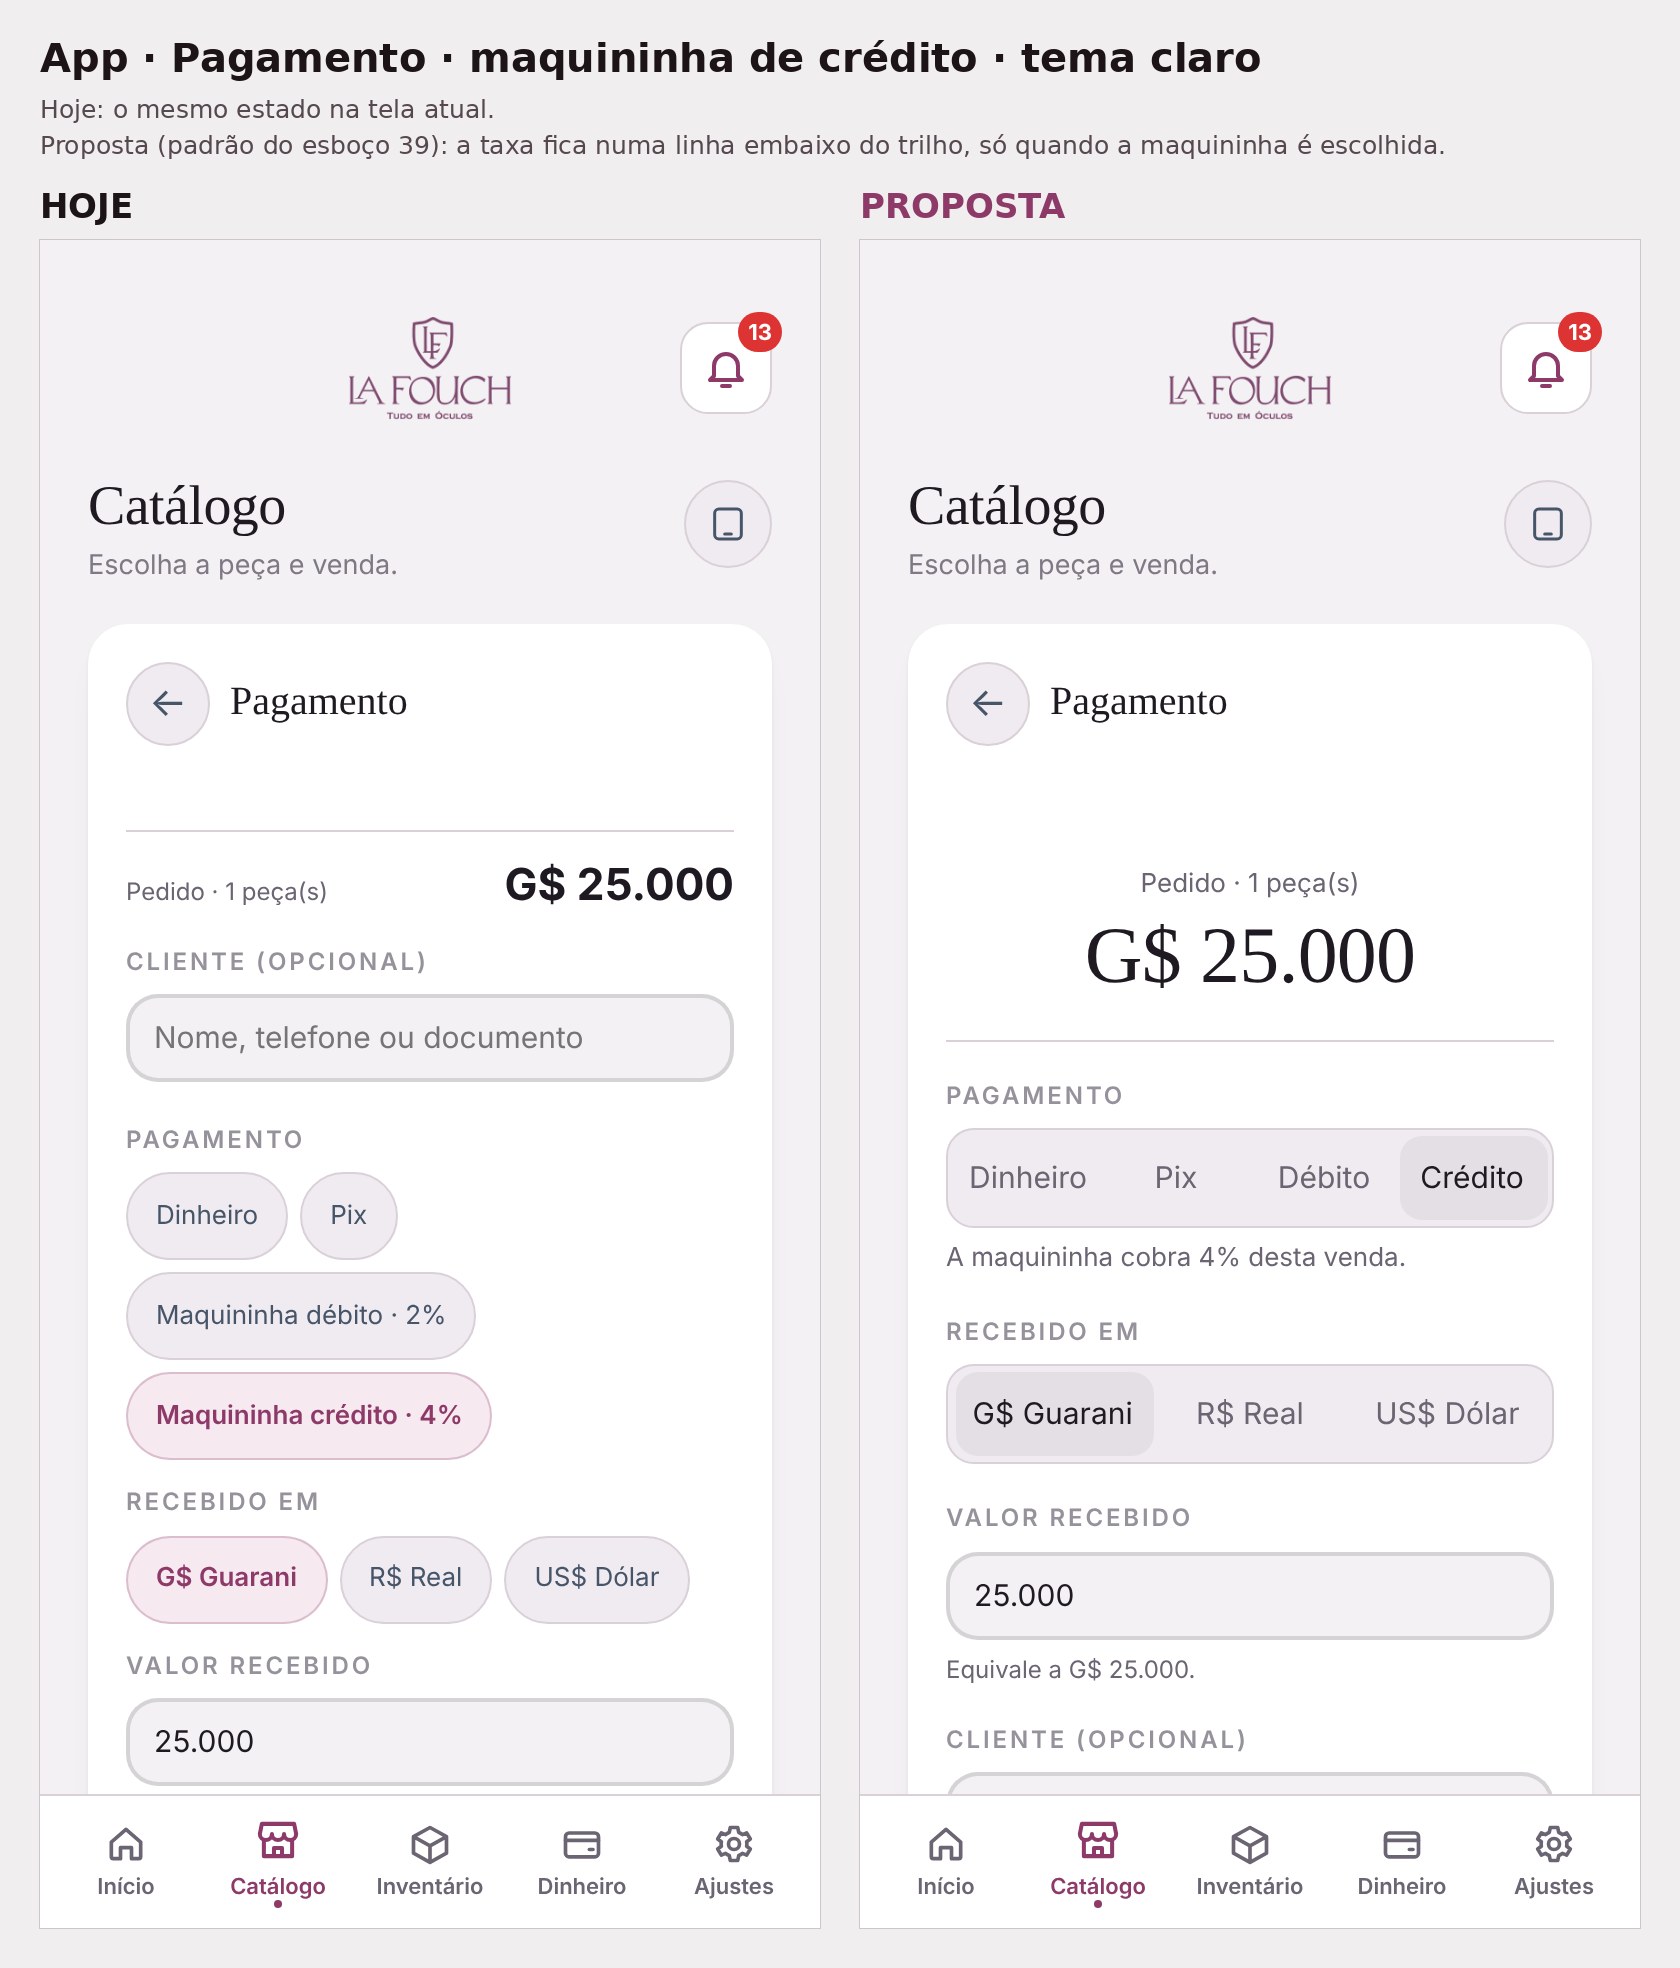 App · Pagamento · maquininha de crédito · tema claro
Hoje: o mesmo estado na tela atual.
Proposta (padrão do esboço 39): a taxa fica numa linha embaixo do trilho, só quando a maquininha é escolhida.
HOJE
LF
LA FOUCH
TUDO EM ÓCULOS
13
Catálogo
Escolha a peça e venda.
Pagamento
Pedido · 1 peça(s)
G$ 25.000
CLIENTE (OPCIONAL)
Nome, telefone ou documento
PAGAMENTO
Dinheiro
Pix
Maquininha débito · 2%
Maquininha crédito · 4%
RECEBIDO EM
G$ Guarani
R$ Real
US$ Dólar
VALOR RECEBIDO
25.000
Início
Catálogo
Inventário
Dinheiro
Ajustes
PROPOSTA
LF
LA FOUCH
TUDO EM ÓCULOS
13
Catálogo
Escolha a peça e venda.
Pagamento
Pedido · 1 peça(s)
G$ 25.000
PAGAMENTO
Dinheiro
Pix
Débito
Crédito
A maquininha cobra 4% desta venda.
RECEBIDO EM
G$ Guarani
R$ Real
US$ Dólar
VALOR RECEBIDO
25.000
Equivale a G$ 25.000.
CLIENTE (OPCIONAL)
Início
Catálogo
Inventário
Dinheiro
Ajustes